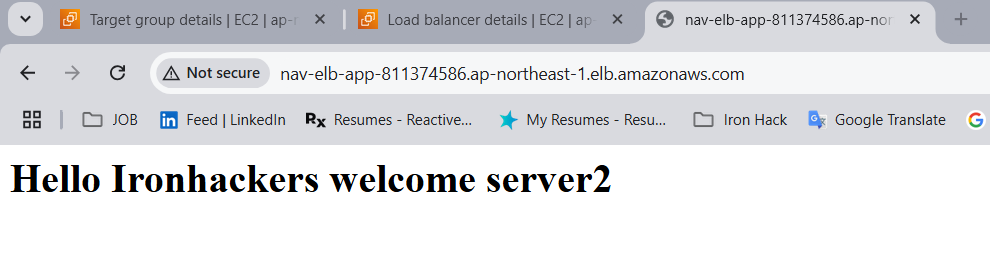 Target group details | EC2 | ap-n
Load balancer details | EC2 | ap-
nav-elb-app-811374586.ap-nor
Not secure
nav-elb-app-811374586.ap-northeast-1.elb.amazonaws.com
JOB
in Feed | LinkedIn
Rx Resumes - Reactive...
My Resumes - Resu...
Iron Hack
Google Translate
G
Hello Ironhackers welcome server2